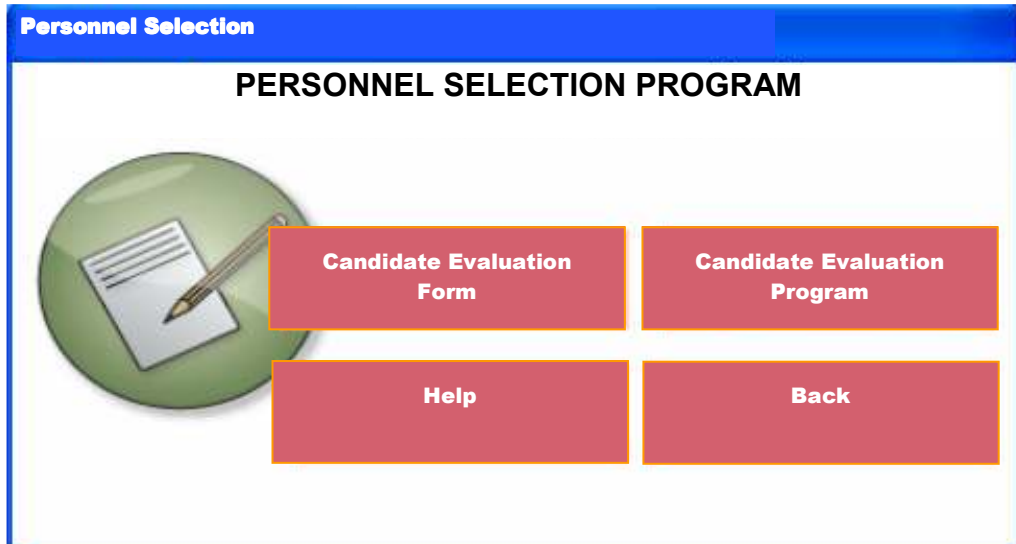 Personnel Selection
PERSONNEL SELECTION PROGRAM
Candidate Evaluation
Form
Candidate Evaluation
Program
Help
Back